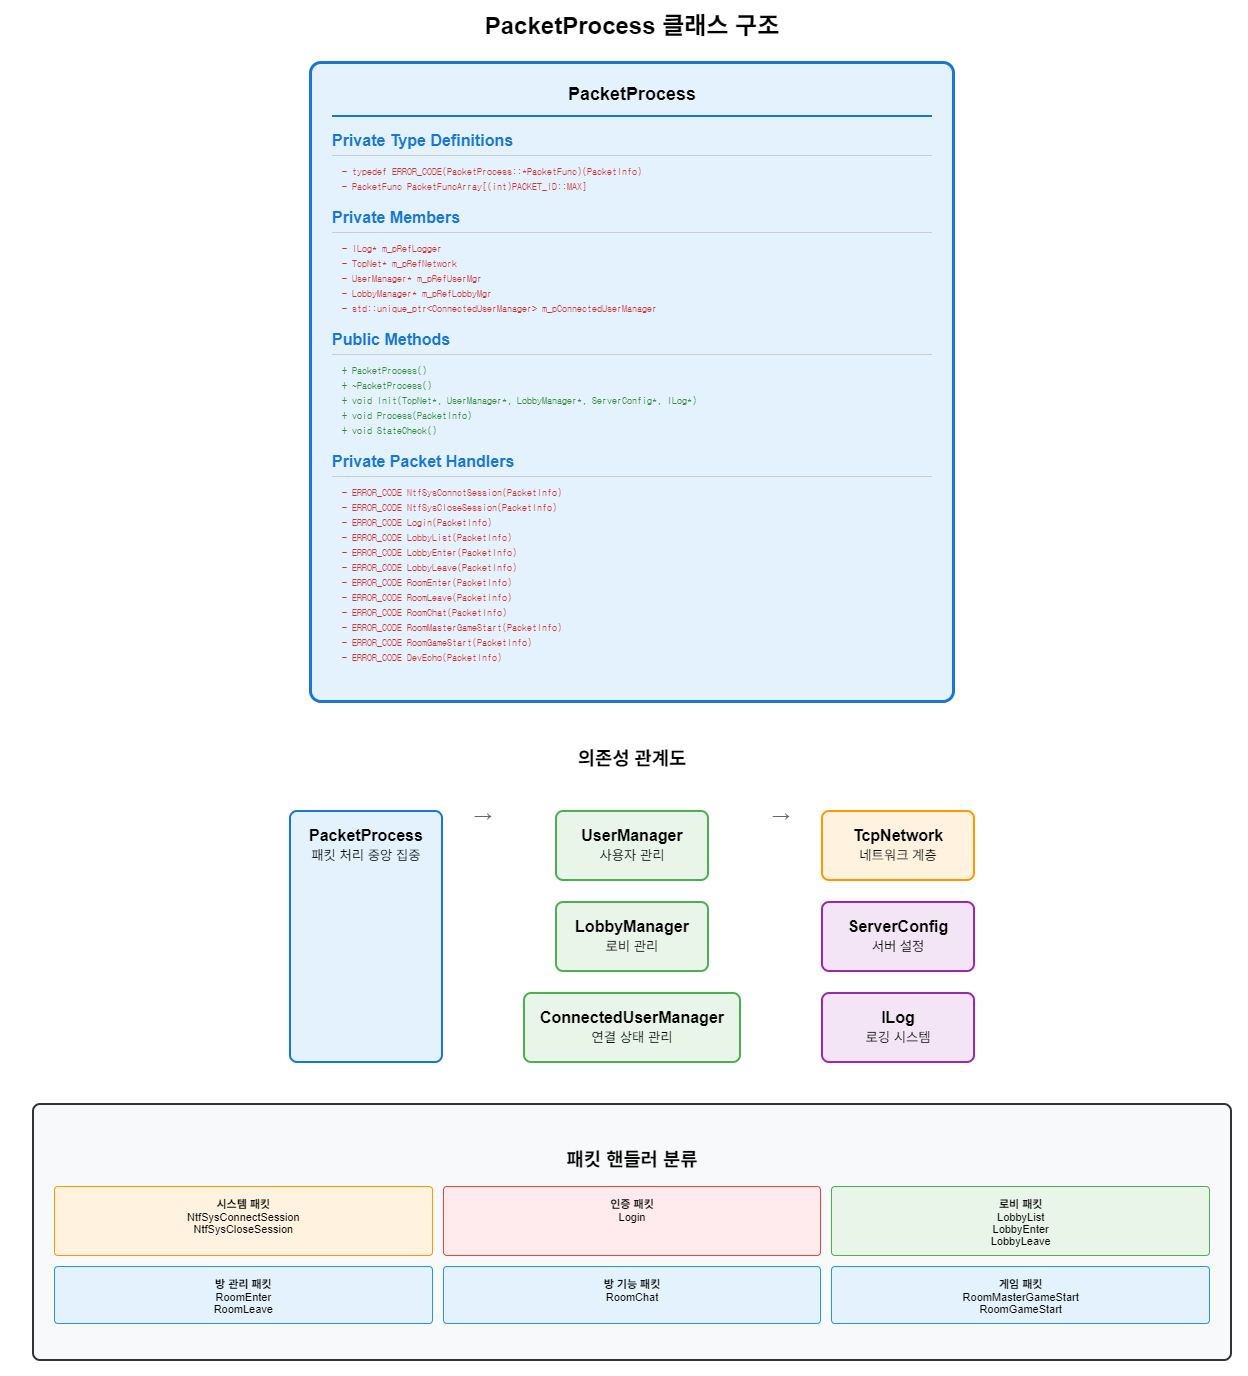 PacketProcess 클래스 구조
PacketProcess
Private Type Definitions
- typedef ERROR_CODE(PacketProcess::*PacketFunc)(PacketInfo)
- PacketFunc PacketFuncArray[(int)PACKET_ID::MAX]
Private Members
- ILog* m_pRefLogger
- TcpNet* m_pRefNetwork
- UserManager* m_pRefUserMgr
- LobbyManager* m_pRefLobbyMgr
- std::unique_ptr<ConnectedUserManager> m_pConnectedUserManager
Public Methods
+ PacketProcess()
+ ~PacketProcess()
+ void Init(TcpNet*, UserManager*, LobbyManager*, ServerConfig*, ILog*)
+ void Process(PacketInfo)
+ void StateCheck()
Private Packet Handlers
- ERROR_CODE NtfSysConnctSession(PacketInfo)
- ERROR_CODE NtfSysCloseSession(PacketInfo)
- ERROR_CODE Login(PacketInfo)
- ERROR_CODE LobbyList(PacketInfo)
- ERROR_CODE LobbyEnter(PacketInfo)
- ERROR_CODE LobbyLeave(PacketInfo)
- ERROR_CODE RoomEnter(PacketInfo)
- ERROR_CODE RoomLeave(PacketInfo)
- ERROR_CODE RoomChat(PacketInfo)
- ERROR_CODE RoomMasterGameStart(PacketInfo)
- ERROR_CODE RoomGameStart(PacketInfo)
- ERROR_CODE DevEcho(PacketInfo)
의존성 관계도
PacketProcess
패킷 처리 중앙 집중
→
UserManager
사용자 관리
LobbyManager
로비 관리
ConnectedUserManager
연결 상태 관리
→
TcpNetwork
네트워크 계층
ServerConfig
서버 설정
ILog
로깅 시스템
패킷 핸들러 분류
시스템 패킷
NtfSysConnectSession
NtfSysCloseSession
인증 패킷
Login
로비 패킷
LobbyList
LobbyEnter
LobbyLeave
방 관리 패킷
RoomEnter
RoomLeave
방 기능 패킷
RoomChat
게임 패킷
RoomMasterGameStart
RoomGameStart